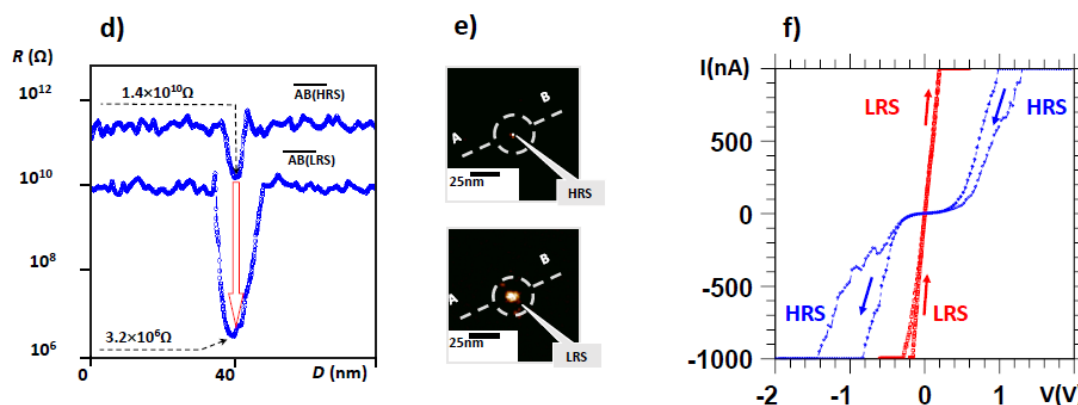 d)
R (Ω)
10¹²
10¹⁰
10⁸
10⁶
1.4×10¹⁰Ω
AB(HRS)
AB(LRS)
3.2×10⁶Ω
0
40
D (nm)
e)
A
B
25nm
HRS
A
B
25nm
LRS
f)
I(nA)
500
0
-500
-1000
LRS
HRS
HRS
LRS
-2
-1
0
1
V(V)